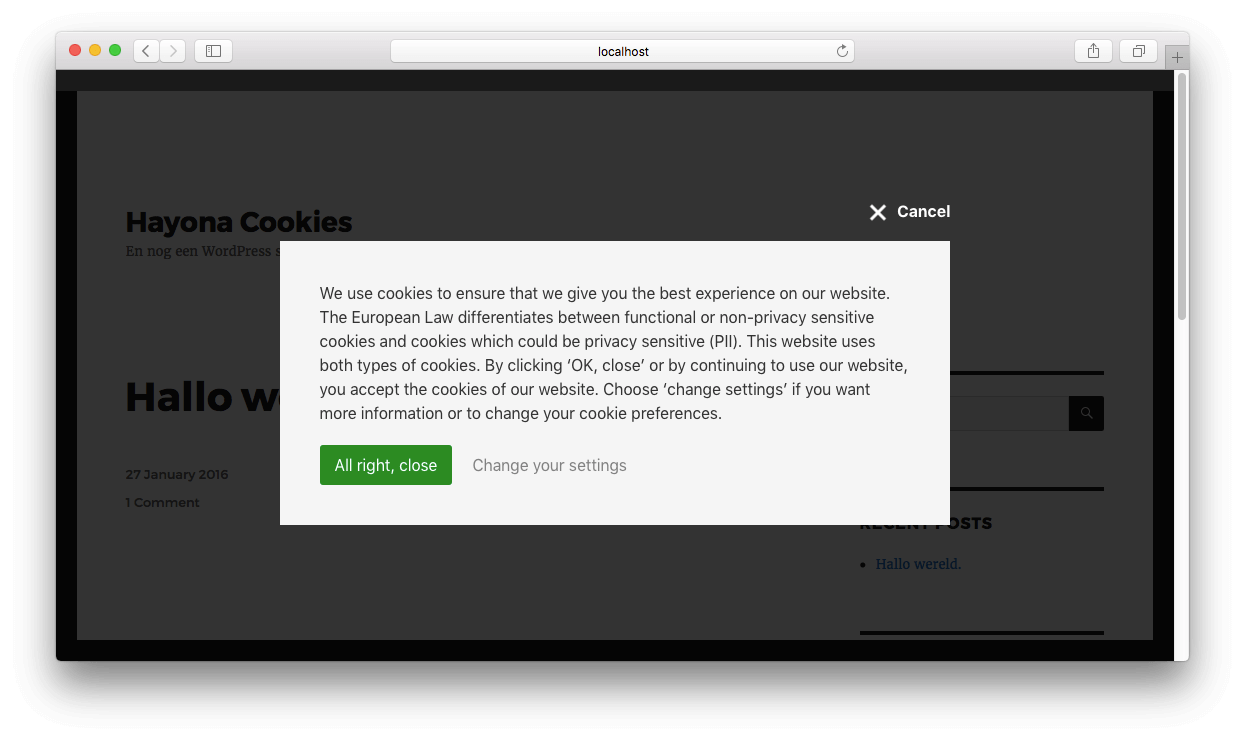 localhost
Cancel
Hayona Cookies
En nog een WordPress
We use cookies to ensure that we give you the best experience on our website.
The European Law differentiates between functional or non-privacy sensitive
cookies and cookies which could be privacy sensitive (PII). This website uses
both types of cookies. By clicking ‘OK, close’ or by continuing to use our website,
you accept the cookies of our website. Choose ‘change settings’ if you want
more information or to change your cookie preferences.
All right, close
Change your settings
Hallo
27 January 2016
1 Comment
RECENT POSTS
Hallo wereld.